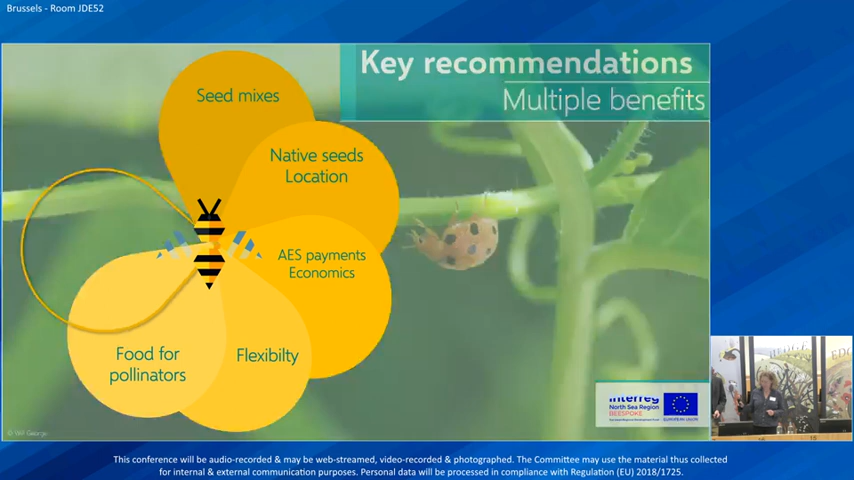 Brussels - Room JDE52
Key recommendations
Multiple benefits
Seed mixes
Native seeds
Location
AES payments
Economics
Flexibilty
Food for
pollinators
Interreg
North Sea Region
BEESPOKE
EUROPEAN UNION
This conference will be audio-recorded & may be web-streamed, video-recorded & photographed. The Committee may use the material thus collected
for internal & external communication purposes. Personal data will be processed in compliance with Regulation (EU) 2018/1725.